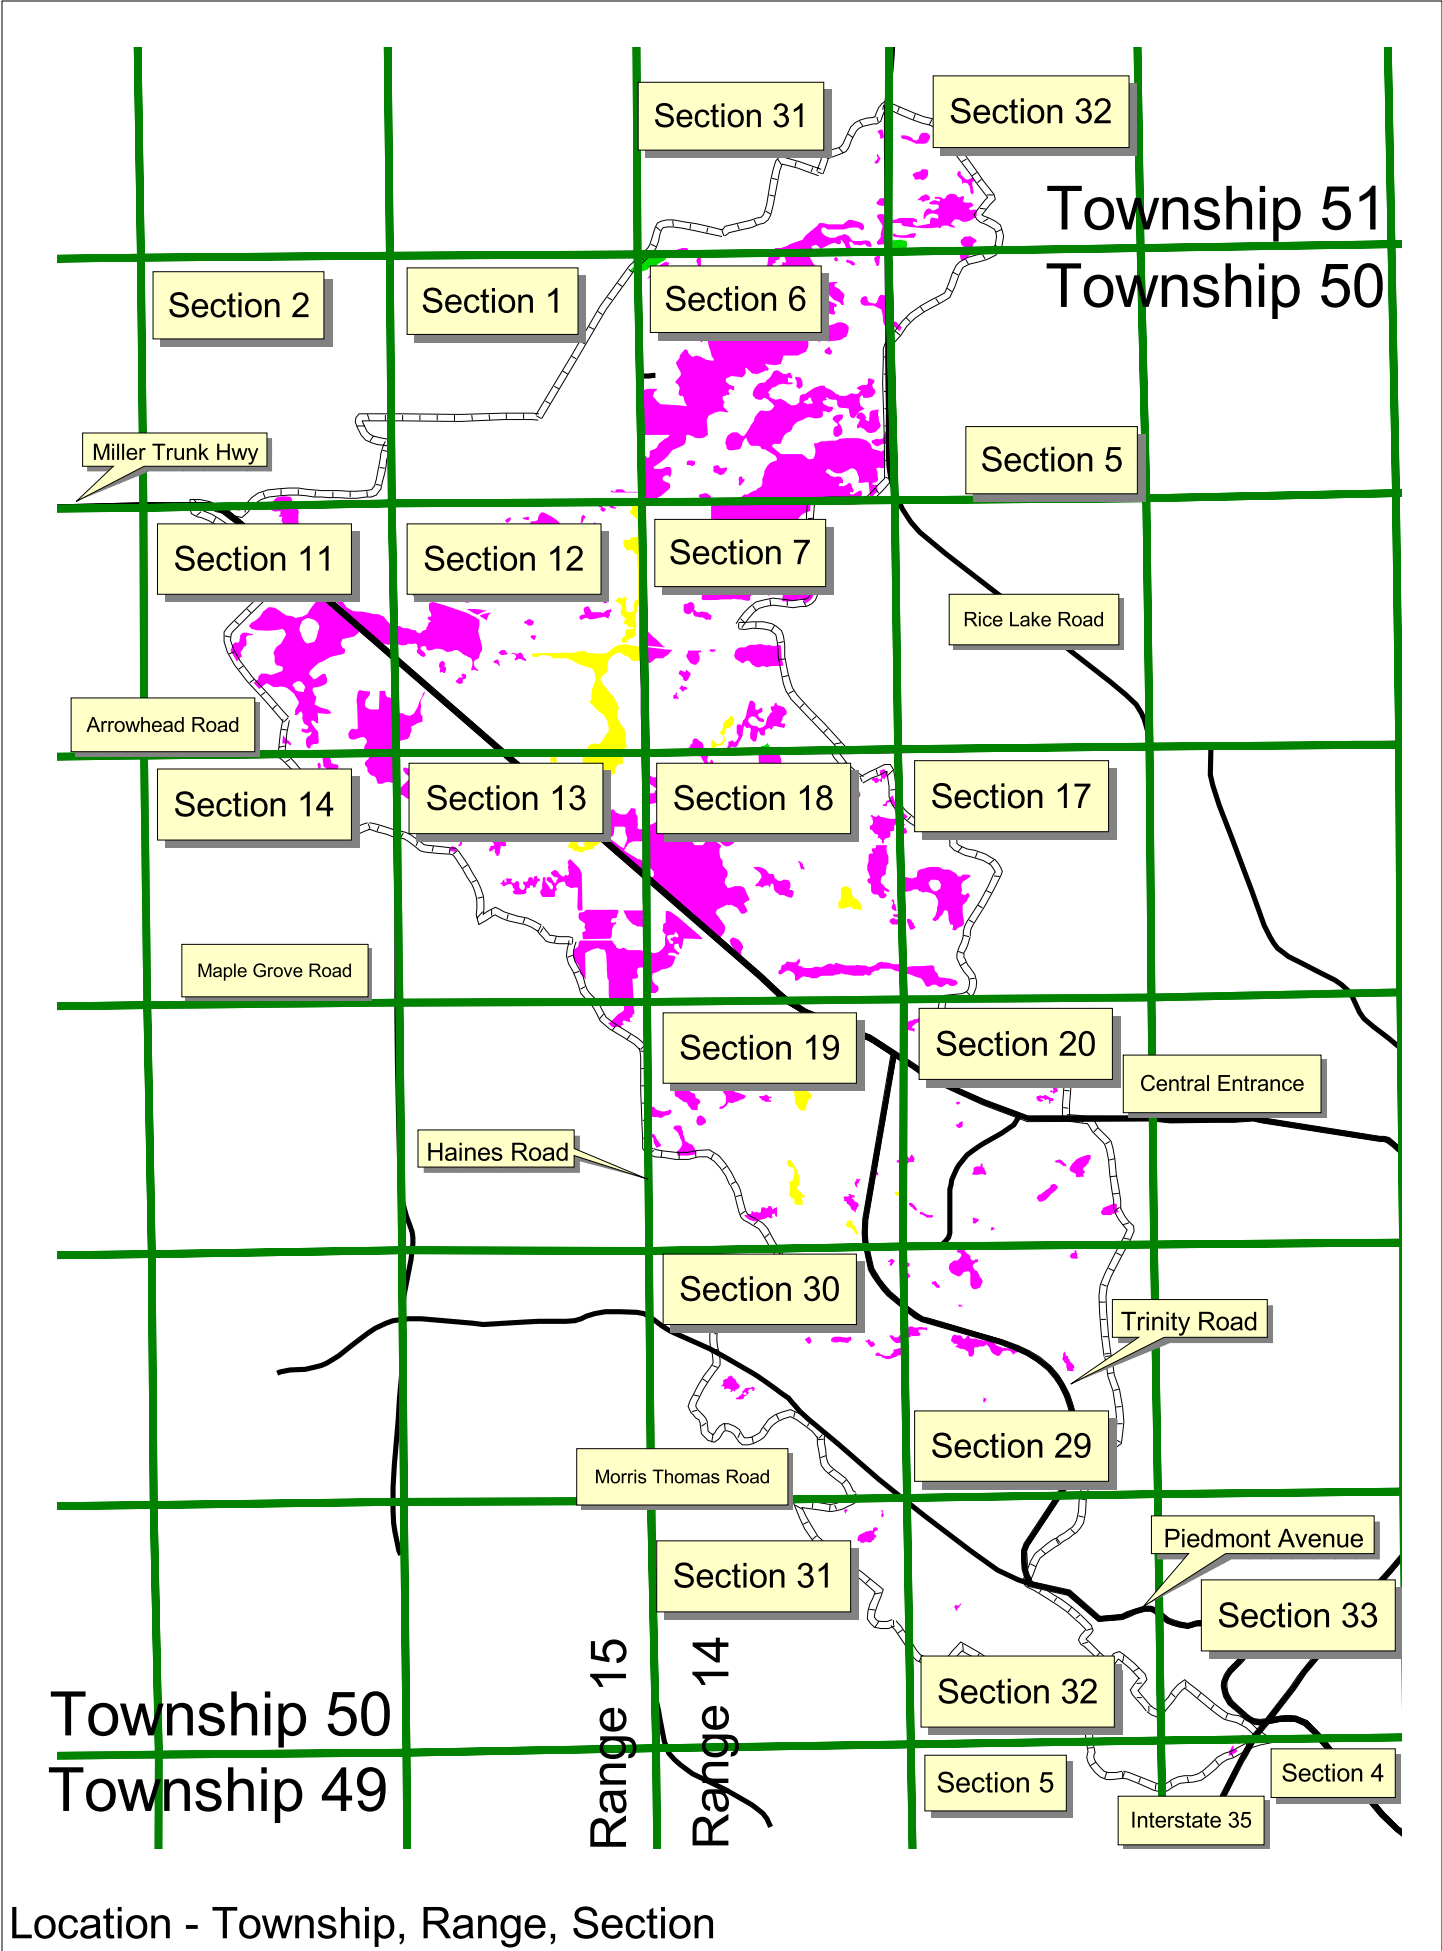 Section 31
Section 32
Township 51
Township 50
Section 2
Section 1
Section 6
Miller Trunk Hwy
Section 5
Section 11
Section 12
Section 7
Rice Lake Road
Arrowhead Road
Section 14
Section 13
Section 18
Section 17
Maple Grove Road
Section 19
Section 20
Central Entrance
Haines Road
Section 30
Trinity Road
Section 29
Morris Thomas Road
Piedmont Avenue
Section 31
Section 33
Range 15
Range 14
Section 32
Township 50
Township 49
Section 5
Section 4
Interstate 35
Location - Township, Range, Section